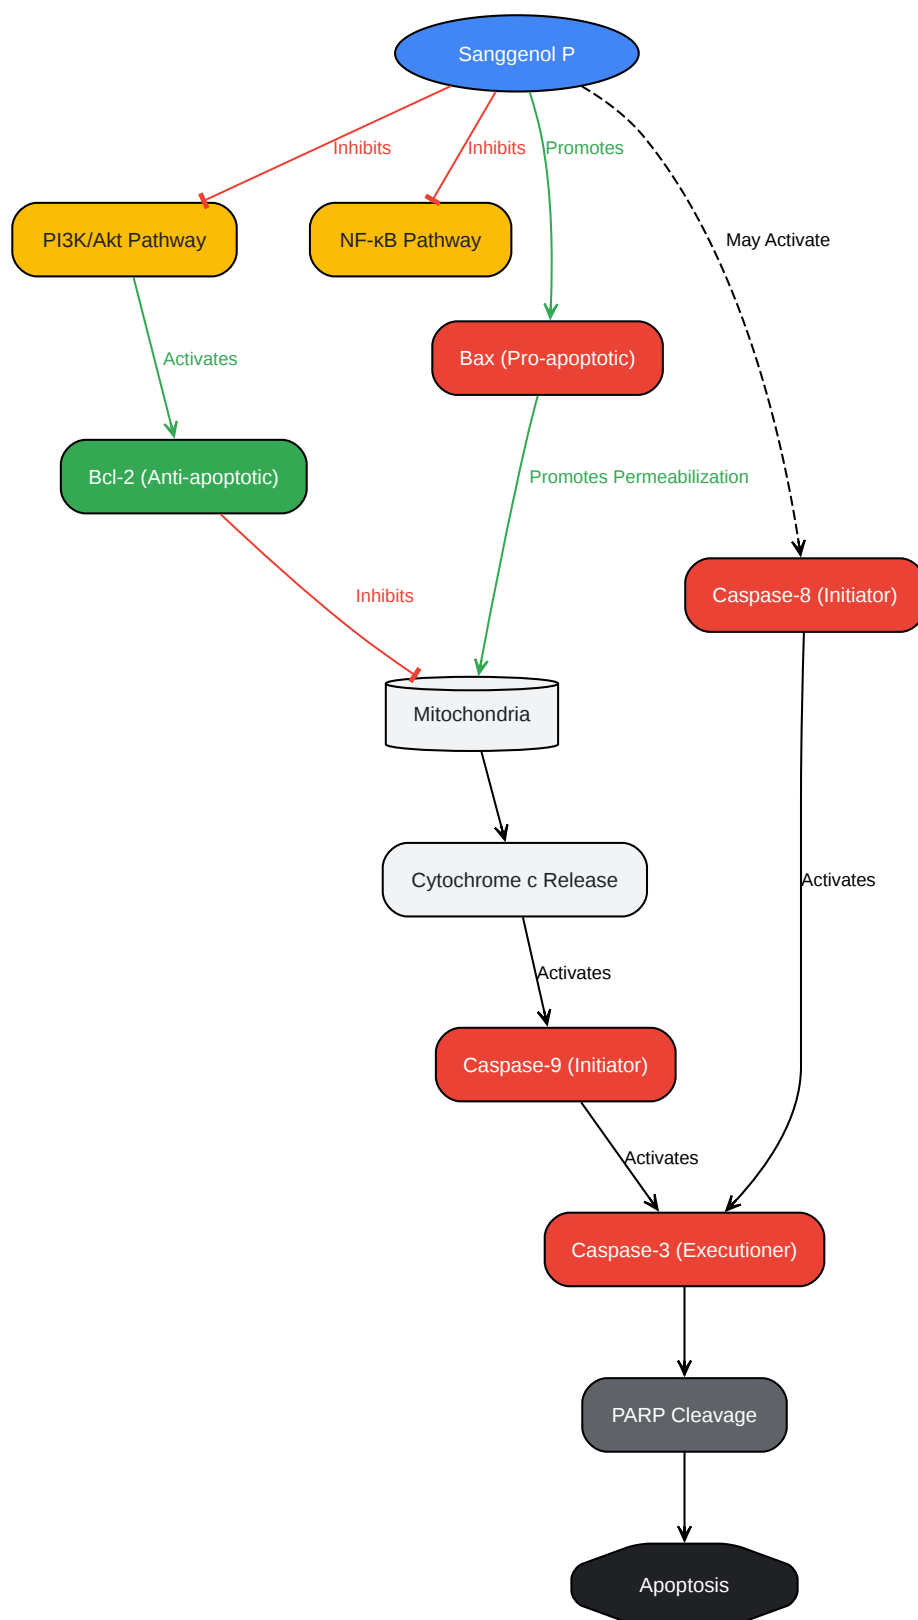 Sanggenol P
Inhibits
Inhibits
Promotes
PI3K/Akt Pathway
NF-κB Pathway
May Activate
Activates
Bax (Pro-apoptotic)
Bcl-2 (Anti-apoptotic)
Promotes Permeabilization
Inhibits
Caspase-8 (Initiator)
Mitochondria
Cytochrome c Release
Activates
Activates
Caspase-9 (Initiator)
Activates
Caspase-3 (Executioner)
PARP Cleavage
Apoptosis